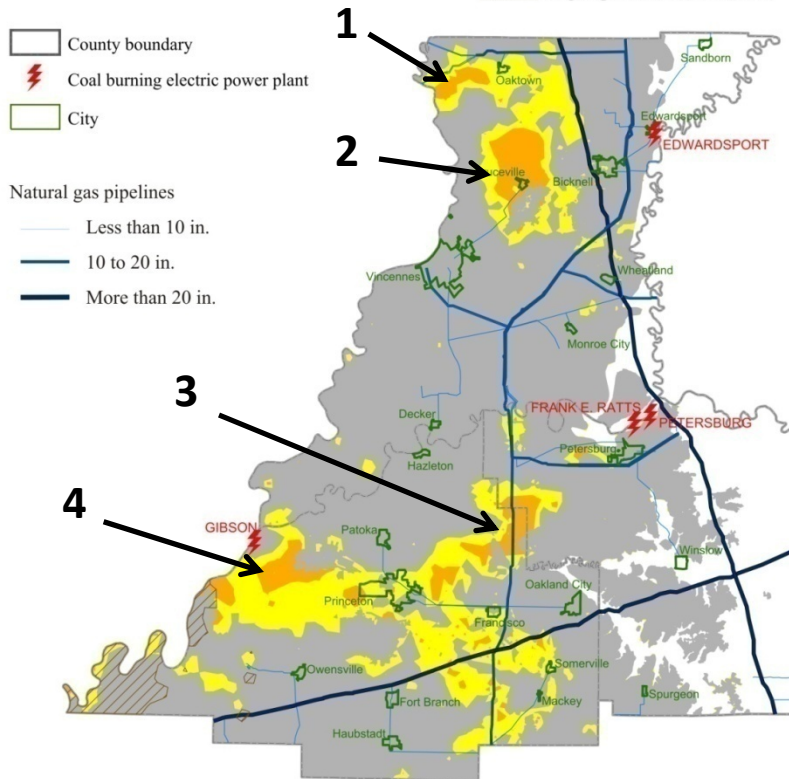 County boundary
Coal burning electric power plant
City
Natural gas pipelines
Less than 10 in.
10 to 20 in.
More than 20 in.
1
Oaktown
Sandborn
Edwardsport
EDWARDSPORT
2
uceville
Bicknell
Vincennes
Wheatland
Monroe City
3
Decker
FRANK E. RATTS
PETERSBURG
Petersburg
Hazleton
4
GIBSON
Patoka
Winslow
Princeton
Oakland City
Francisco
Owensville
Somerville
Fort Branch
Mackey
Spurgeon
Haubstadt